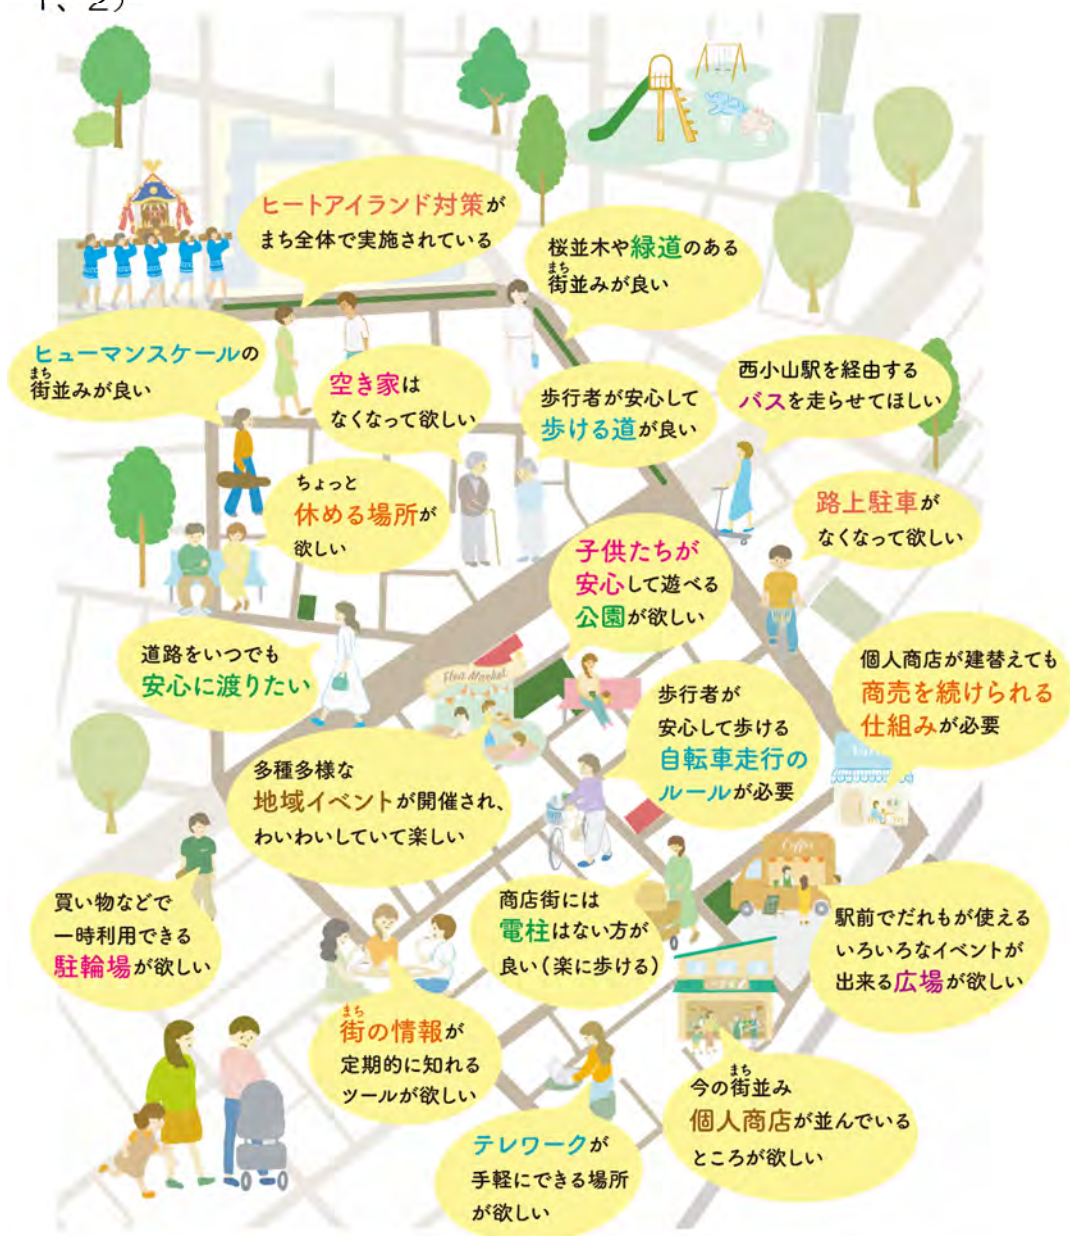 1、2)
ヒートアイランド対策が
まち全体で実施されている
桜並木や緑道のある
まち
街並みが良い
ヒューマンスケールの
まち
街並みが良い
空き家は
なくなって欲しい
歩行者が安心して
歩ける道が良い
西小山駅を経由する
バスを走らせてほしい
ちょっと
休める場所が
欲しい
路上駐車が
なくなって欲しい
子供たちが
安心して遊べる
公園が欲しい
道路をいつでも
安心に渡りたい
Flea Market
歩行者が
安心して歩ける
自転車走行の
ルールが必要
個人商店が建替えても
商売を続けられる
仕組みが必要
多種多様な
地域イベントが開催され、
わいわいしていて楽しい
Coffee
買い物などで
一時利用できる
駐輪場が欲しい
商店街には
電柱はない方が
良い(楽に歩ける)
駅前でだれもが使える
いろいろなイベントが
出来る広場が欲しい
まち
街の情報が
定期的に知れる
ツールが欲しい
まち
今の街並み
個人商店が並んでいる
ところが欲しい
テレワークが
手軽にできる場所
が欲しい